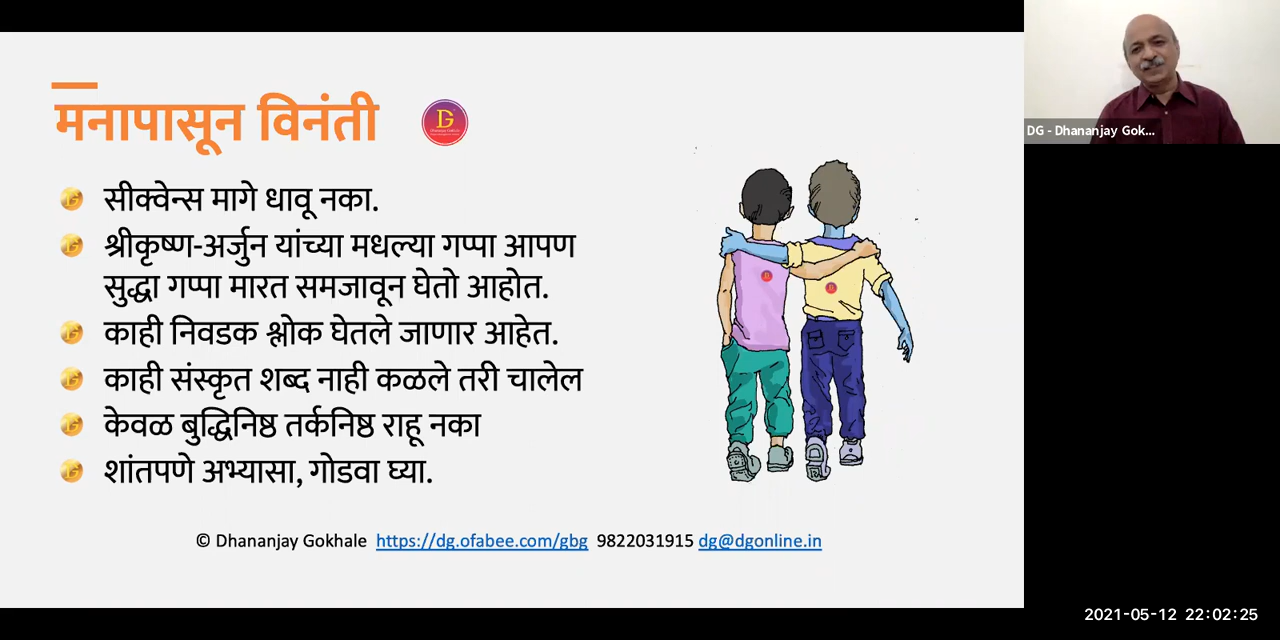 मनापासून विनंती
सीक्वेन्स मागे धावू नका.
श्रीकृष्ण-अर्जुन यांच्या मधल्या गप्पा आपण
सुद्धा गप्पा मारत समजावून घेतो आहोत.
काही निवडक श्लोक घेतले जाणार आहेत.
काही संस्कृत शब्द नाही कळले तरी चालेल
केवळ बुद्धिनिष्ठ तर्कनिष्ठ राहू नका
शांतपणे अभ्यासा, गोडवा घ्या.
© Dhananjay Gokhale https://dg.ofabee.com/gbg 9822031915 dg@dgonline.in
DG - Dhananjay Gok...
2021-05-12 22:02:25